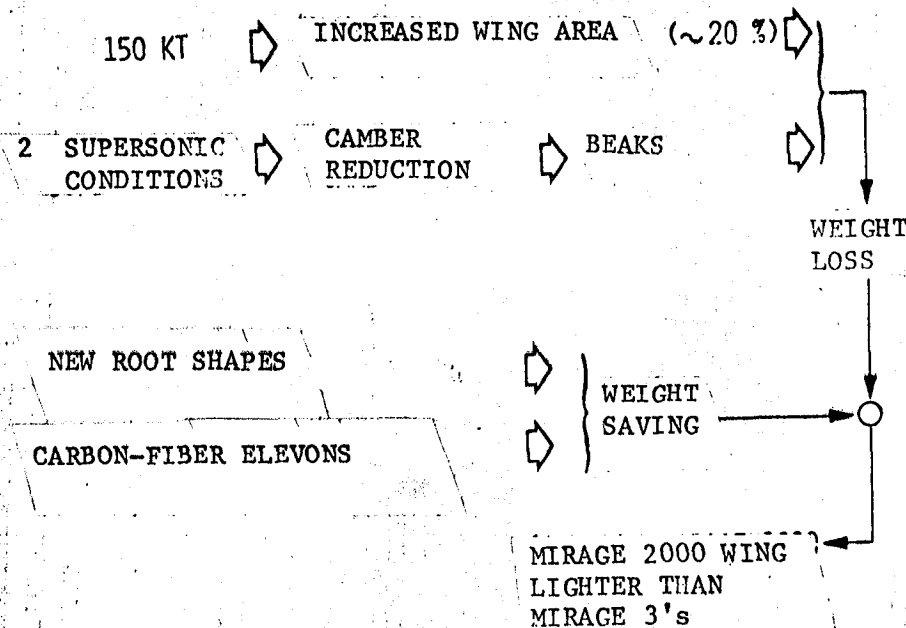 150 KT INCREASED WING AREA (~20 %)
2 SUPERSONIC CONDITIONS
CAMBER REDUCTION
BEAKS
WEIGHT
LOSS
NEW ROOT SHAPES
CARBON-FIBER ELEVONS
WEIGHT
SAVING
MIRAGE 2000 WING
LIGHTER THAN
MIRAGE 3's